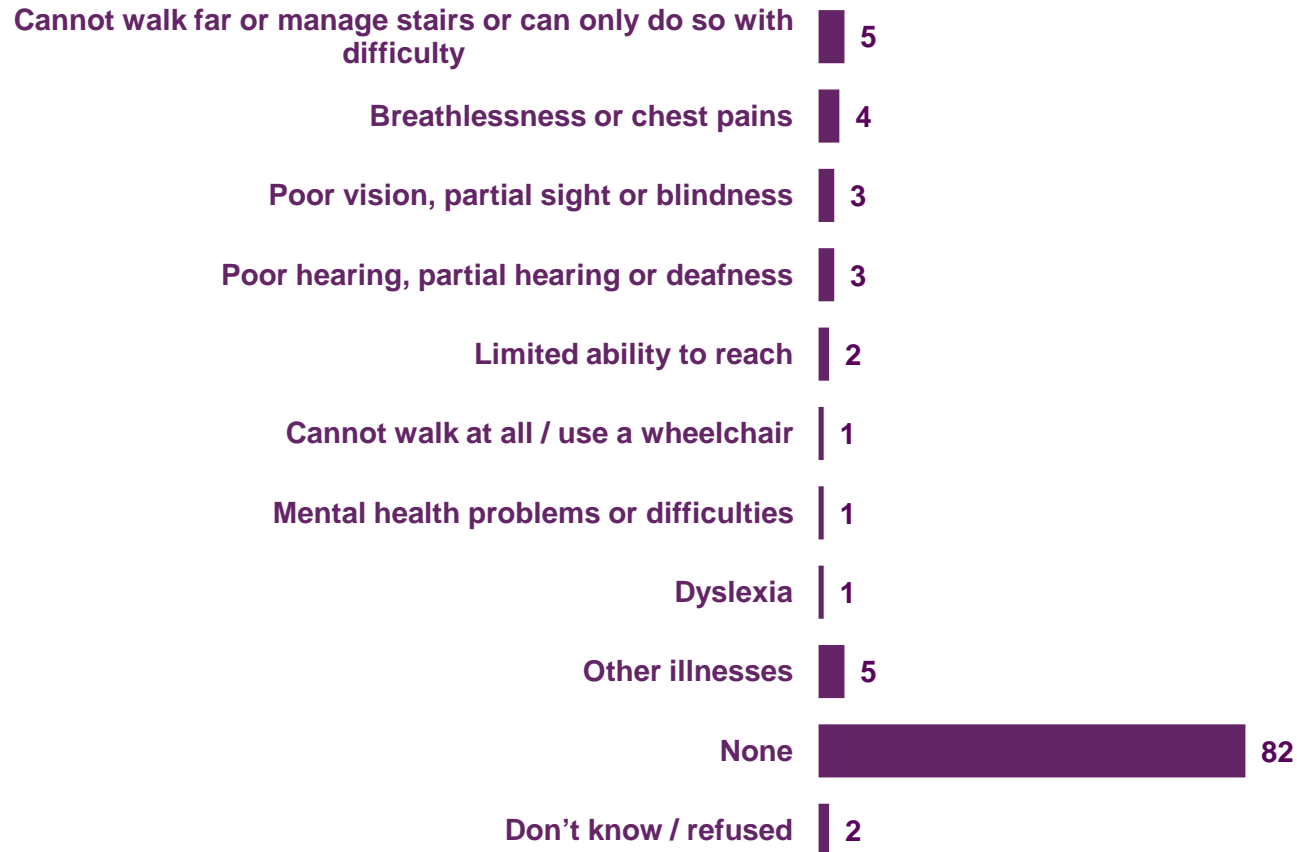 Cannot walk far or manage stairs or can only do so with
difficulty
5
Breathlessness or chest pains 4
Poor vision, partial sight or blindness 3
Poor hearing, partial hearing or deafness 3
Limited ability to reach 2
Cannot walk at all / use a wheelchair 1
Mental health problems or difficulties 1
Dyslexia 1
Other illnesses 5
None 82
Don’t know / refused 2